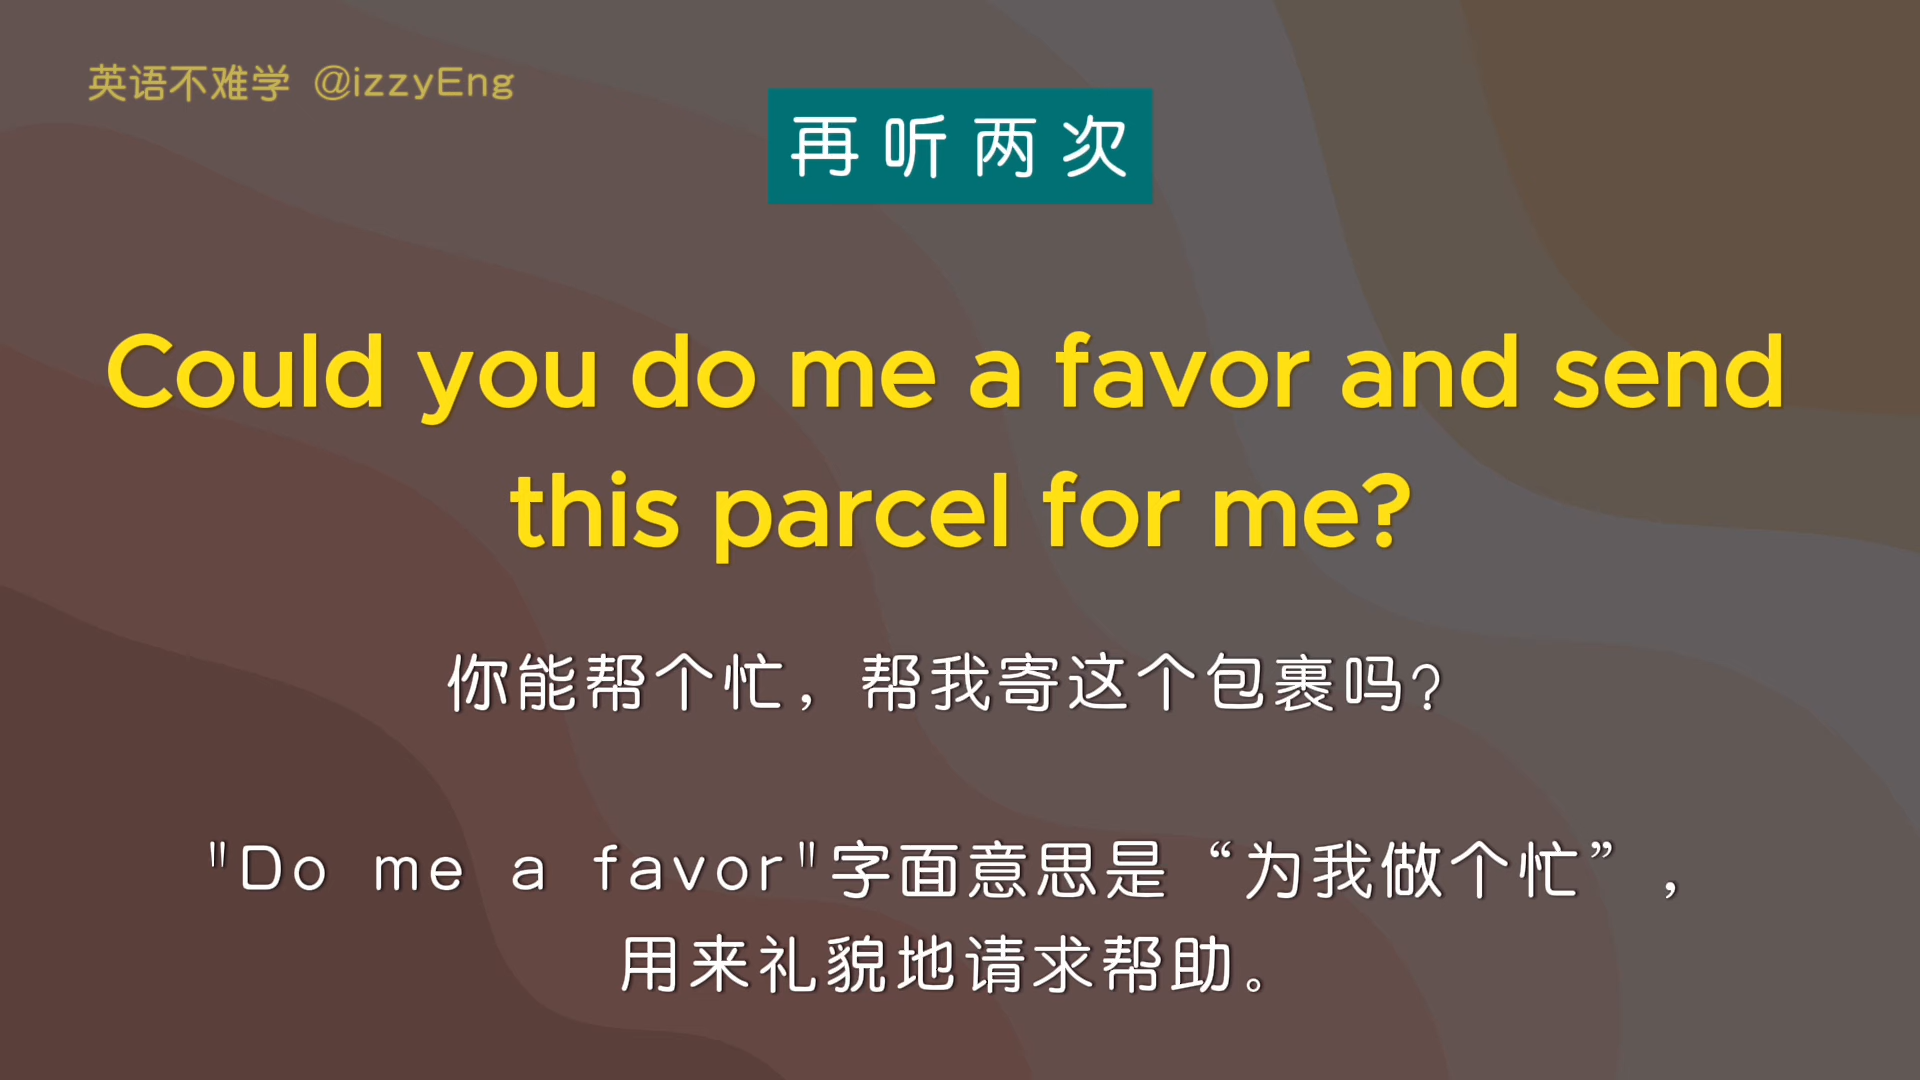 英语不难学 @izzyEng
再听两次
Could you do me a favor and send
this parcel for me?
你能帮个忙，帮我寄这个包裹吗？
"Do me a favor"字面意思是“为我做个忙”，
用来礼貌地请求帮助。